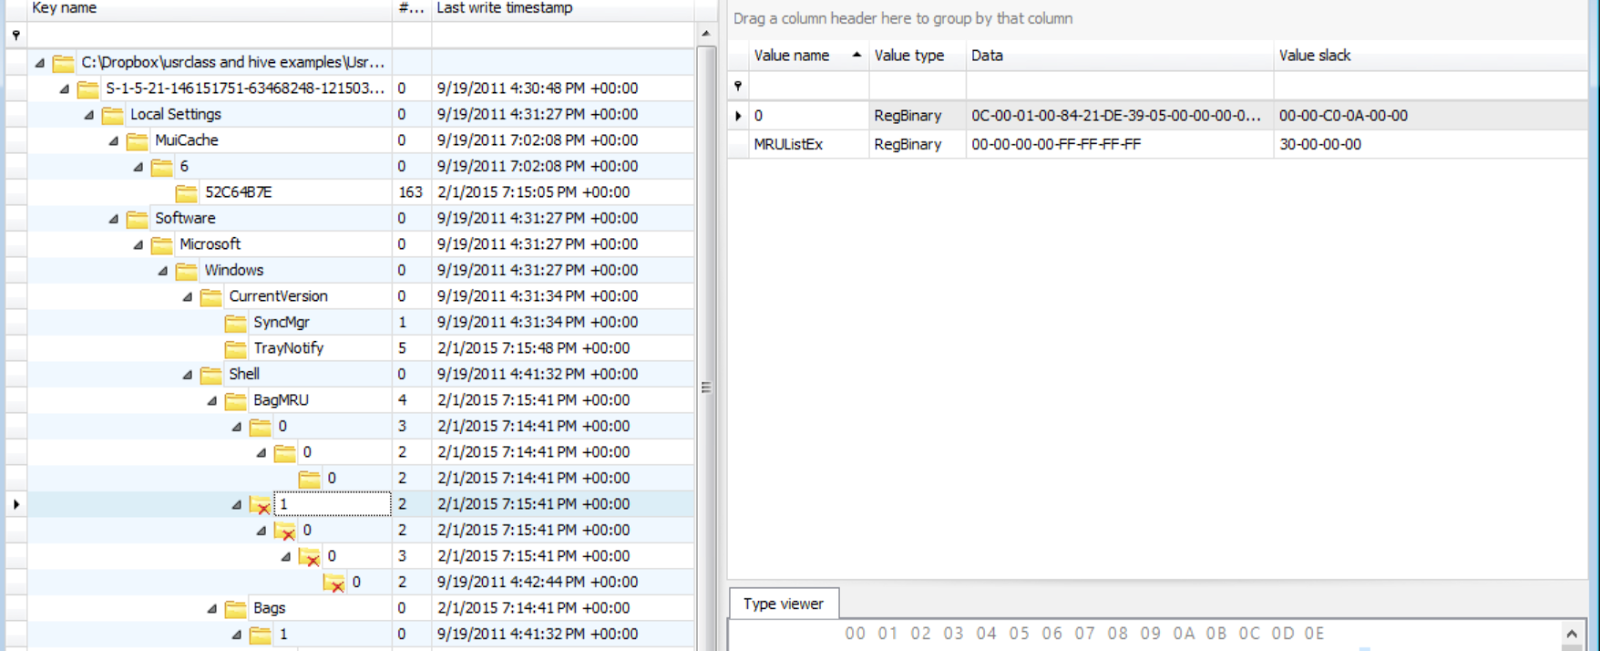 Key name #... Last write timestamp
C:\Dropbox\usrclass and hive examples\Usr...
S-1-5-21-146151751-63468248-121503... 0 9/19/2011 4:30:48 PM +00:00
Local Settings 0 9/19/2011 4:31:27 PM +00:00
MuiCache 0 9/19/2011 7:02:08 PM +00:00
6 0 9/19/2011 7:02:08 PM +00:00
52C64B7E 163 2/1/2015 7:15:05 PM +00:00
Software 0 9/19/2011 4:31:27 PM +00:00
Microsoft 0 9/19/2011 4:31:27 PM +00:00
Windows 0 9/19/2011 4:31:27 PM +00:00
CurrentVersion 0 9/19/2011 4:31:34 PM +00:00
SyncMgr 1 9/19/2011 4:31:34 PM +00:00
TrayNotify 5 2/1/2015 7:15:48 PM +00:00
Shell 0 9/19/2011 4:41:32 PM +00:00
BagMRU 4 2/1/2015 7:15:41 PM +00:00
0 3 2/1/2015 7:14:41 PM +00:00
0 2 2/1/2015 7:14:41 PM +00:00
0 2 2/1/2015 7:14:41 PM +00:00
1 2 2/1/2015 7:15:41 PM +00:00
0 2 2/1/2015 7:15:41 PM +00:00
0 3 2/1/2015 7:15:41 PM +00:00
0 2 9/19/2011 4:42:44 PM +00:00
Bags 0 2/1/2015 7:14:41 PM +00:00
1 0 9/19/2011 4:41:32 PM +00:00
Drag a column header here to group by that column
Value name Value type Data Value slack
0 RegBinary 0C-00-01-00-84-21-DE-39-05-00-00-00-0... 00-00-C0-0A-00-00
MRUListEx RegBinary 00-00-00-00-FF-FF-FF-FF 30-00-00-00
Type viewer
00 01 02 03 04 05 06 07 08 09 0A 0B 0C 0D 0E